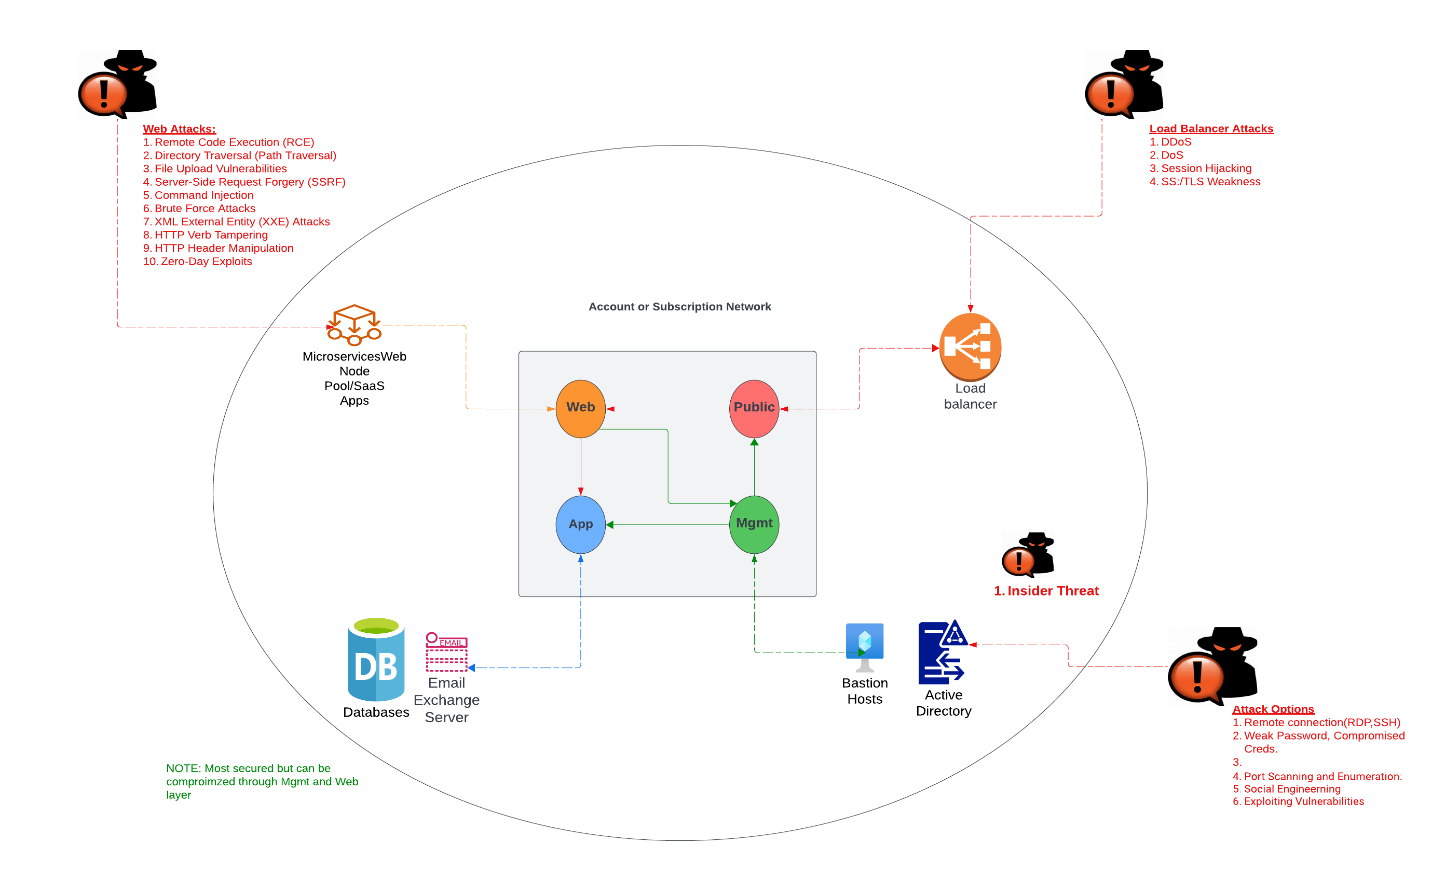 Web Attacks:
1. Remote Code Execution (RCE)
2. Directory Traversal (Path Traversal)
3. File Upload Vulnerabilities
4. Server-Side Request Forgery (SSRF)
5. Command Injection
6. Brute Force Attacks
7. XML External Entity (XXE) Attacks
8. HTTP Verb Tampering
9. HTTP Header Manipulation
10. Zero-Day Exploits
Load Balancer Attacks
1. DDoS
2. DoS
3. Session Hijacking
4. SS:/TLS Weakness
Account or Subscription Network
MicroservicesWeb
Node
Pool/SaaS
Apps
Load
balancer
Web
Public
App
Mgmt
1. Insider Threat
DB
Databases
EMAIL
Email
Exchange
Server
Bastion
Hosts
Active
Directory
Attack Options
1. Remote connection(RDP,SSH)
2. Weak Password, Compromised
Creds.
3.
4. Port Scanning and Enumeration.
5. Social Engineerning
6. Exploiting Vulnerabilities
NOTE: Most secured but can be
comproimzed through Mgmt and Web
layer